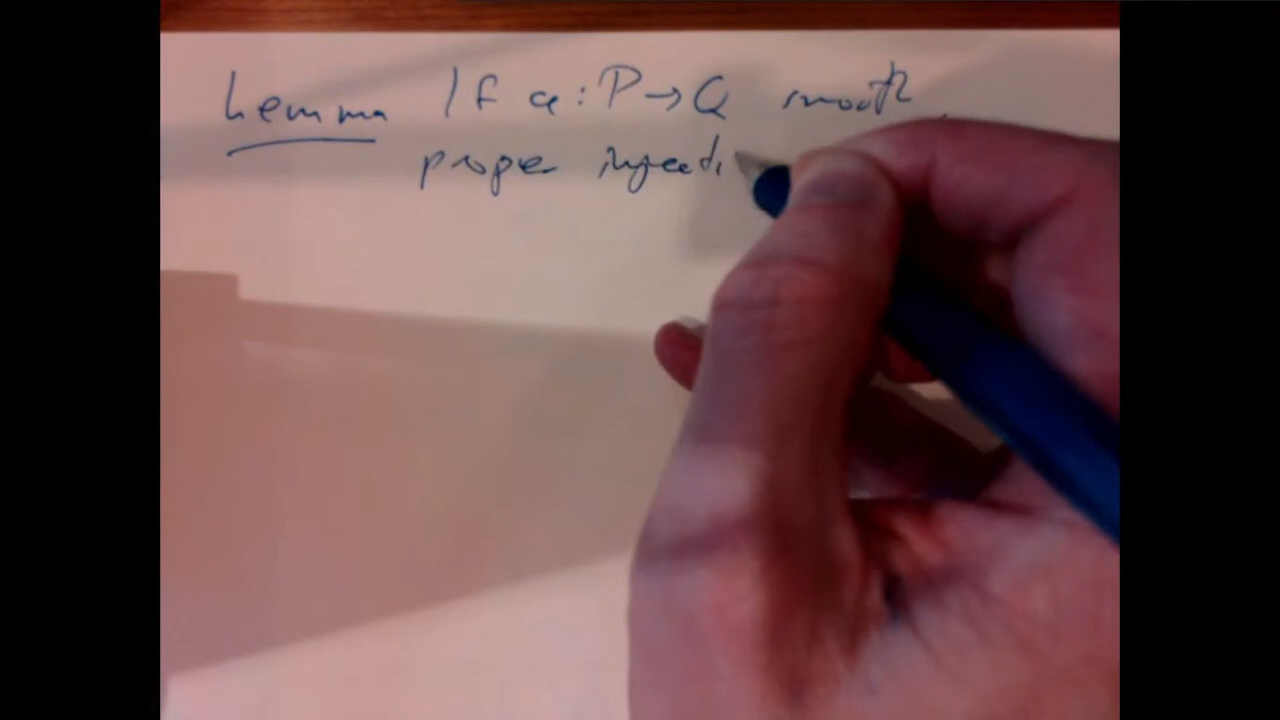 Lemma If a : P → Q smooth,
proper injecti